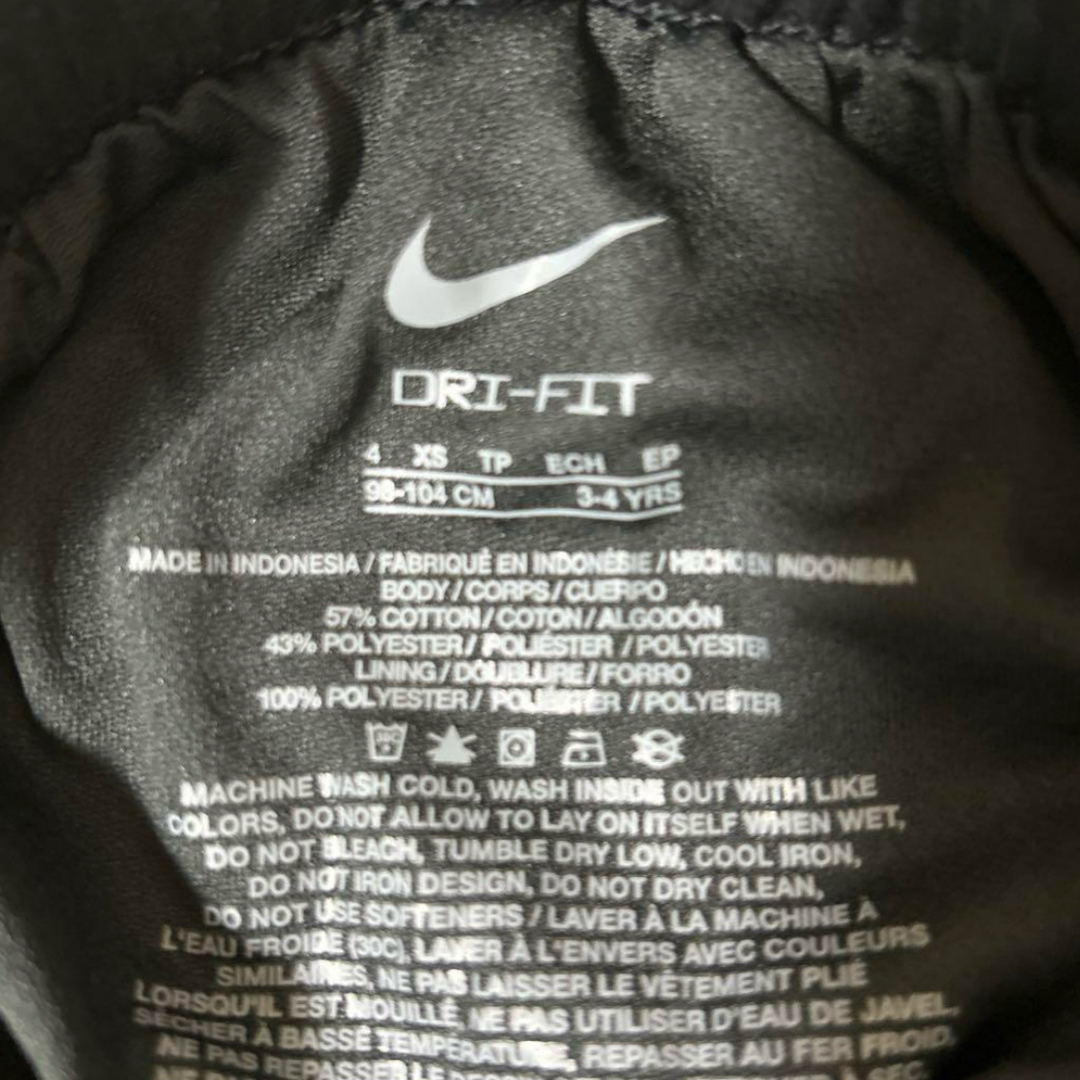 DRI-FIT
4 XS TP ECH EP
98-104 CM 3-4 YRS
MADE IN INDONESIA / FABRIQUÉ EN INDONÉSIE / HECHO EN INDONESIA
BODY / CORPS / CUERPO
57% COTTON / COTON / ALGODÓN
43% POLYESTER / POLIÉSTER / POLYESTER
LINING / DOUBLURE / FORRO
100% POLYESTER / POLIÉSTER / POLYESTER
MACHINE WASH COLD, WASH INSIDE OUT WITH LIKE
COLORS, DO NOT ALLOW TO LAY ON ITSELF WHEN WET,
DO NOT BLEACH, TUMBLE DRY LOW, COOL IRON,
DO NOT IRON DESIGN, DO NOT DRY CLEAN,
DO NOT USE SOFTENERS / LAVER À LA MACHINE À
L'EAU FROIDE (30C), LAVER À L'ENVERS AVEC COULEURS
SIMILAIRES, NE PAS LAISSER LE VÊTEMENT PLIÉ
LORSQU'IL EST MOUILLÉ, NE PAS UTILISER D'EAU DE JAVEL,
SÉCHER À BASSE TEMPÉRATURE, REPASSER AU FER FROID,
NE PAS REPASSER LE À SEC,